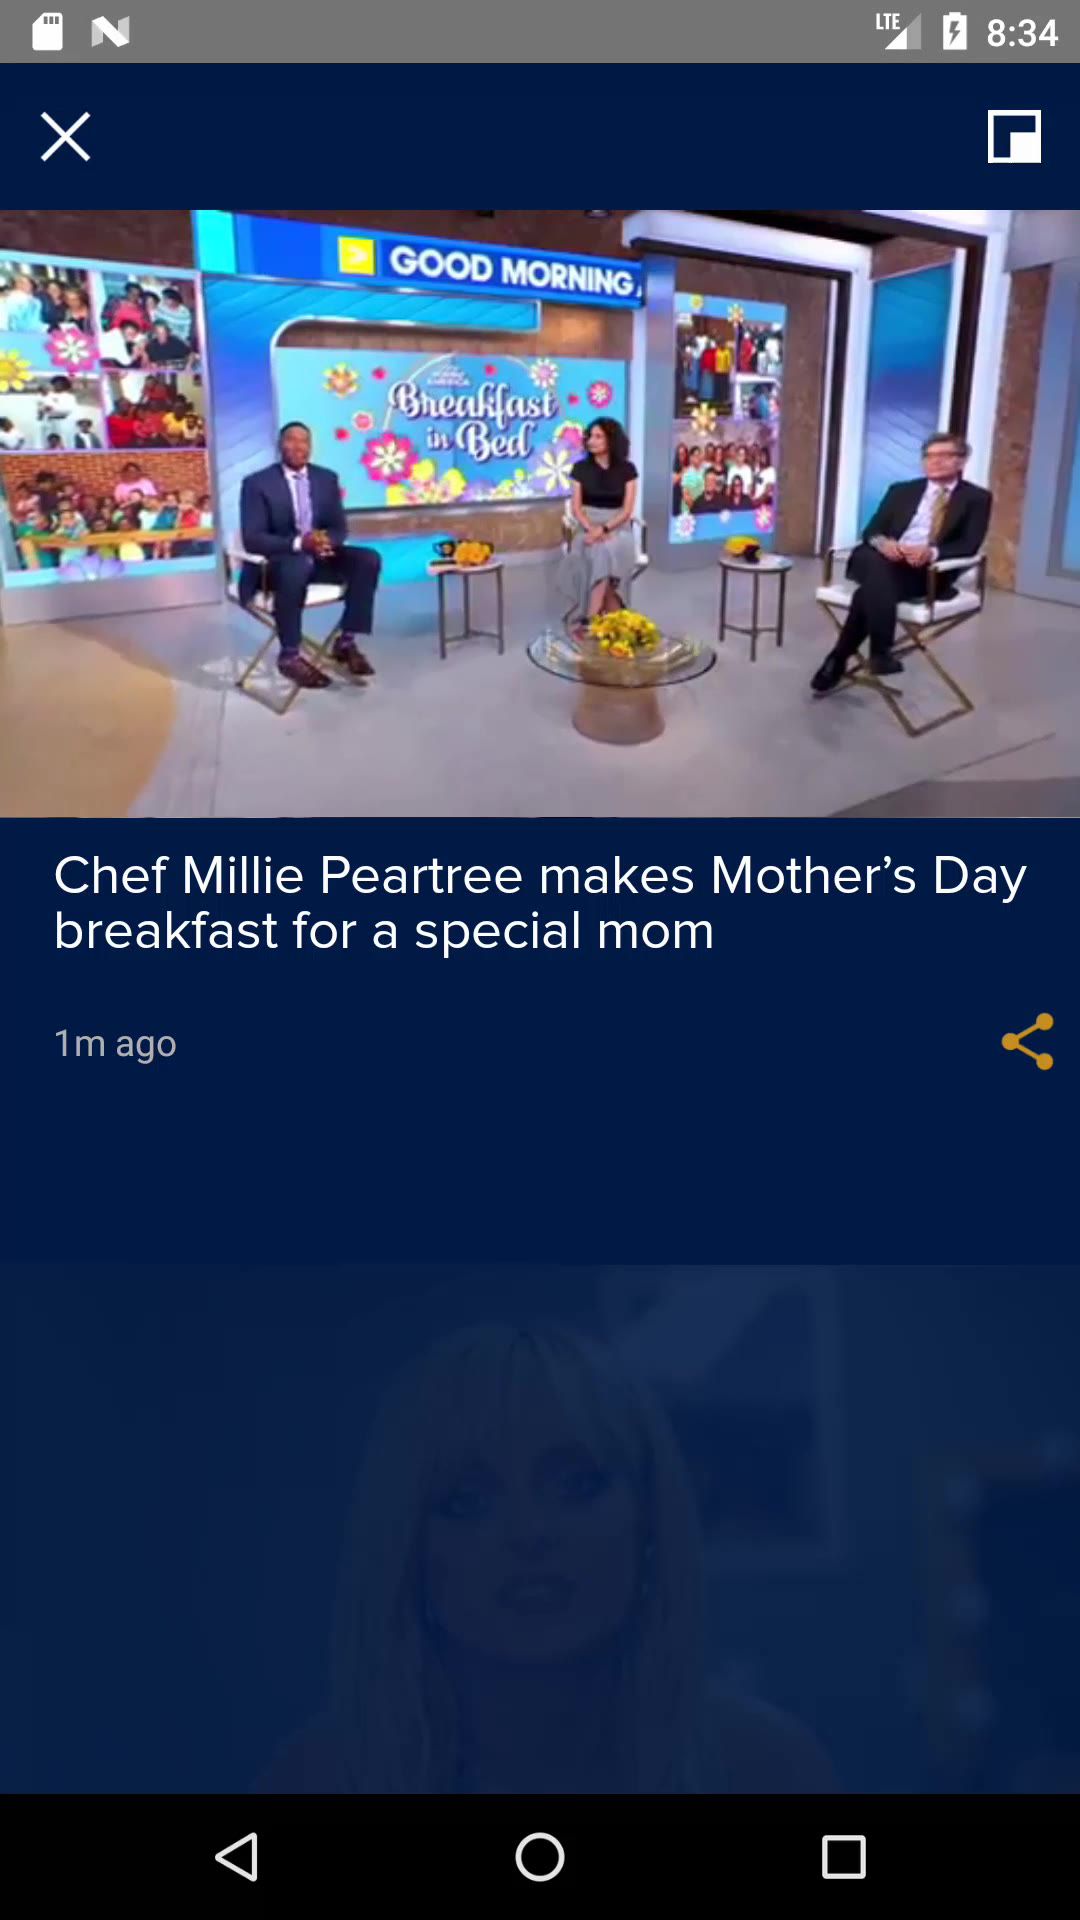 LTE 8:34
GOOD MORNING
AMERICA
Breakfast
in Bed
Chef Millie Peartree makes Mother’s Day
breakfast for a special mom
1m ago